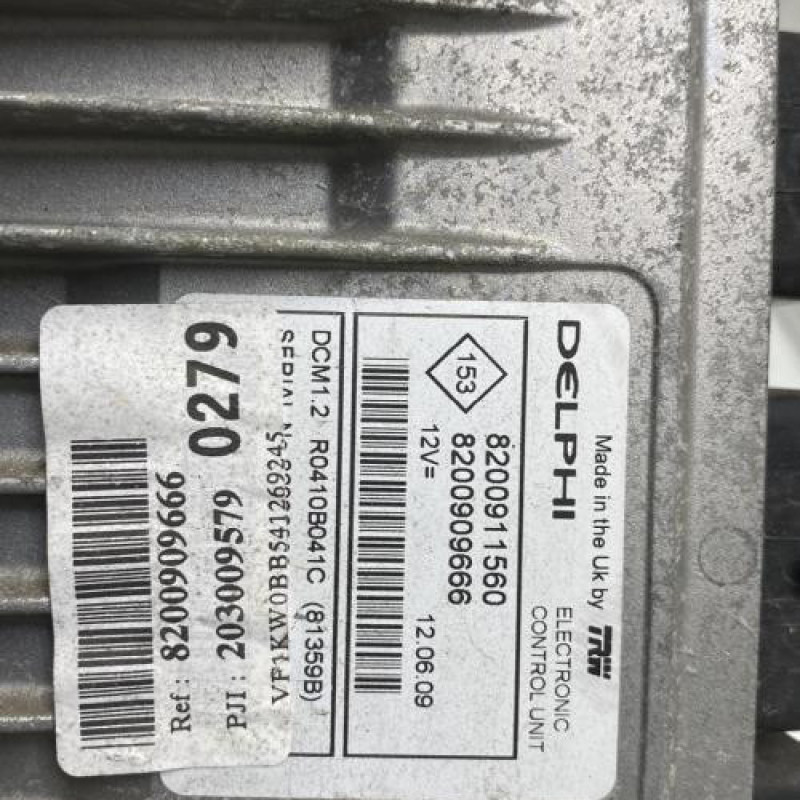 Made in the Uk by TRW
DELPHI
ELECTRONIC
CONTROL UNIT
153
8200911560
8200909666
12V=
12.06.09
DCM1.2 R0410B041C (81359B)
0279
PJI : 203009579
Ref : 8200909666